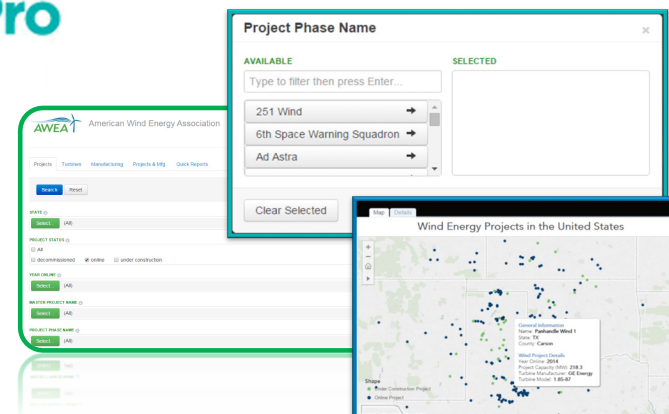 Pro
Project Phase Name ×
AVAILABLE
Type to filter then press Enter...
251 Wind
6th Space Warning Squadron
Ad Astra
SELECTED
Clear Selected
AWEA
American Wind Energy Association
Projects Turbines Manufacturing Projects & Mfg Quick Reports
Search Reset
STATE
Select... (All)
PROJECT STATUS
All
decommissioned online under construction
YEAR ONLINE
Select... (All)
MASTER PROJECT NAME
Select... (All)
PROJECT PHASE NAME
Select... (All)
Map Details
Wind Energy Projects in the United States
General Information
Name: Panhandle Wind 1
State: TX
County: Carson
Wind Project Details
Year Online: 2014
Project Capacity (MW): 218.3
Turbine Manufacturer: GE Energy
Turbine Model: 1.85-87
Shape
Under Construction Project
Online Project